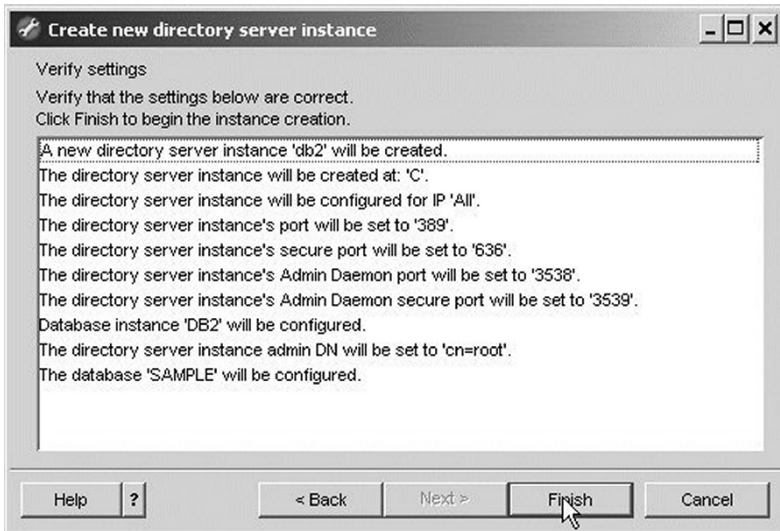 Create new directory server instance
Verify settings
Verify that the settings below are correct.
Click Finish to begin the instance creation.
A new directory server instance 'db2' will be created.
The directory server instance will be created at: 'C'.
The directory server instance will be configured for IP 'All'.
The directory server instance's port will be set to '389'.
The directory server instance's secure port will be set to '636'.
The directory server instance's Admin Daemon port will be set to '3538'.
The directory server instance's Admin Daemon secure port will be set to '3539'.
Database instance 'DB2' will be configured.
The directory server instance admin DN will be set to 'cn=root'.
The database 'SAMPLE' will be configured.
Help ? < Back Next > Finish Cancel